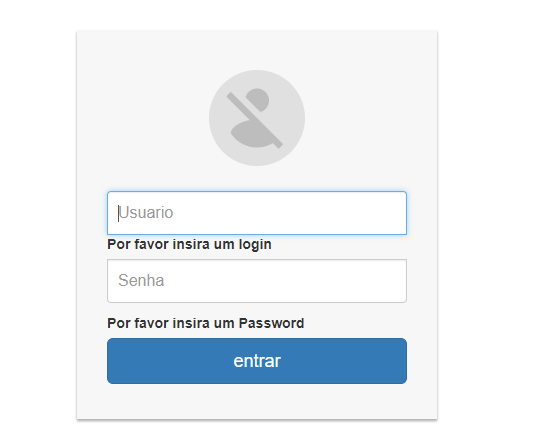 Usuario
Por favor insira um login
Senha
Por favor insira um Password
entrar